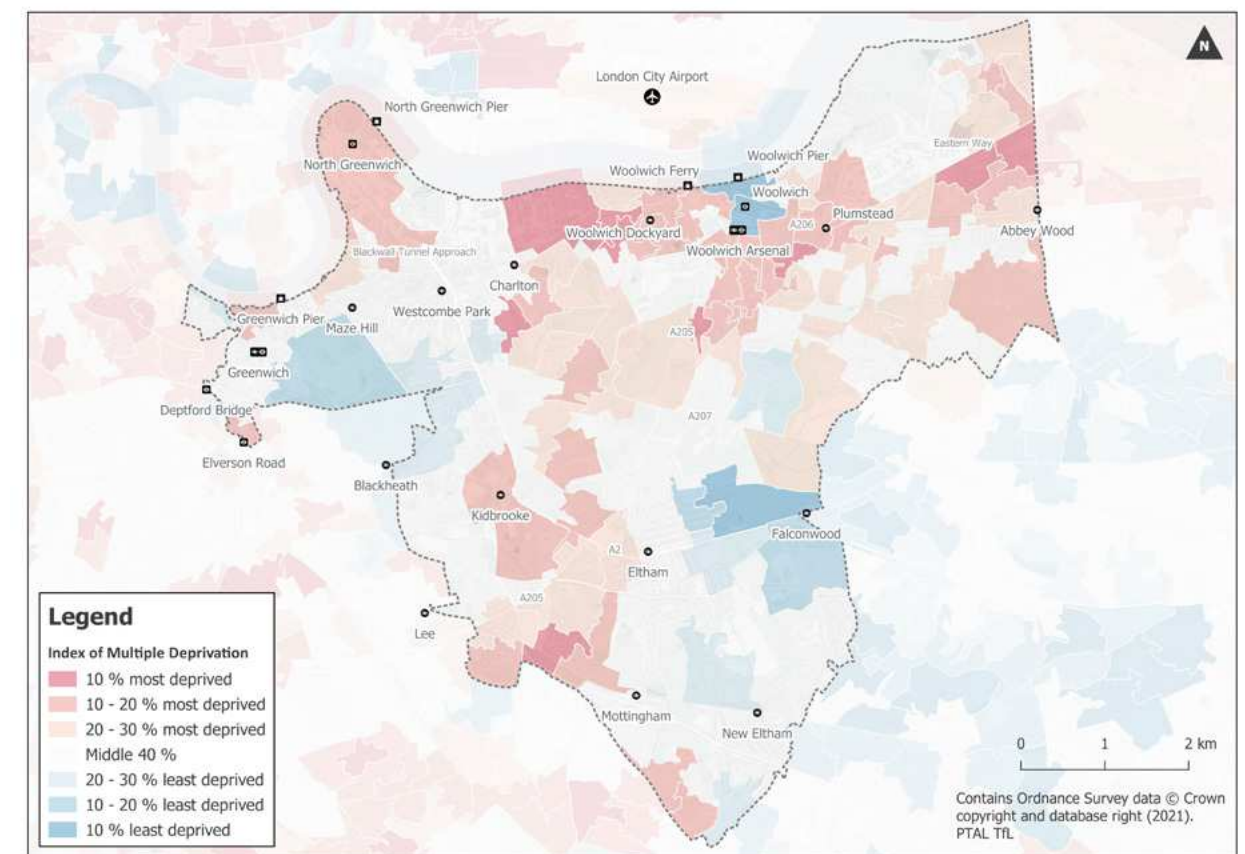 N
London City Airport
North Greenwich Pier
North Greenwich
Woolwich Ferry
Woolwich Pier
Woolwich
Eastern Way
Woolwich Dockyard
A206
Plumstead
Abbey Wood
Woolwich Arsenal
Blackwall Tunnel Approach
Charlton
Greenwich Pier
Maze Hill
Westcombe Park
A205
Greenwich
Deptford Bridge
A207
Elverson Road
Blackheath
Kidbrooke
Falconwood
A2
Eltham
A205
Lee
Mottingham
New Eltham
Legend
Index of Multiple Deprivation
10 % most deprived
10 - 20 % most deprived
20 - 30 % most deprived
Middle 40 %
20 - 30 % least deprived
10 - 20 % least deprived
10 % least deprived
0 1 2 km
Contains Ordnance Survey data © Crown
copyright and database right (2021).
PTAL TfL